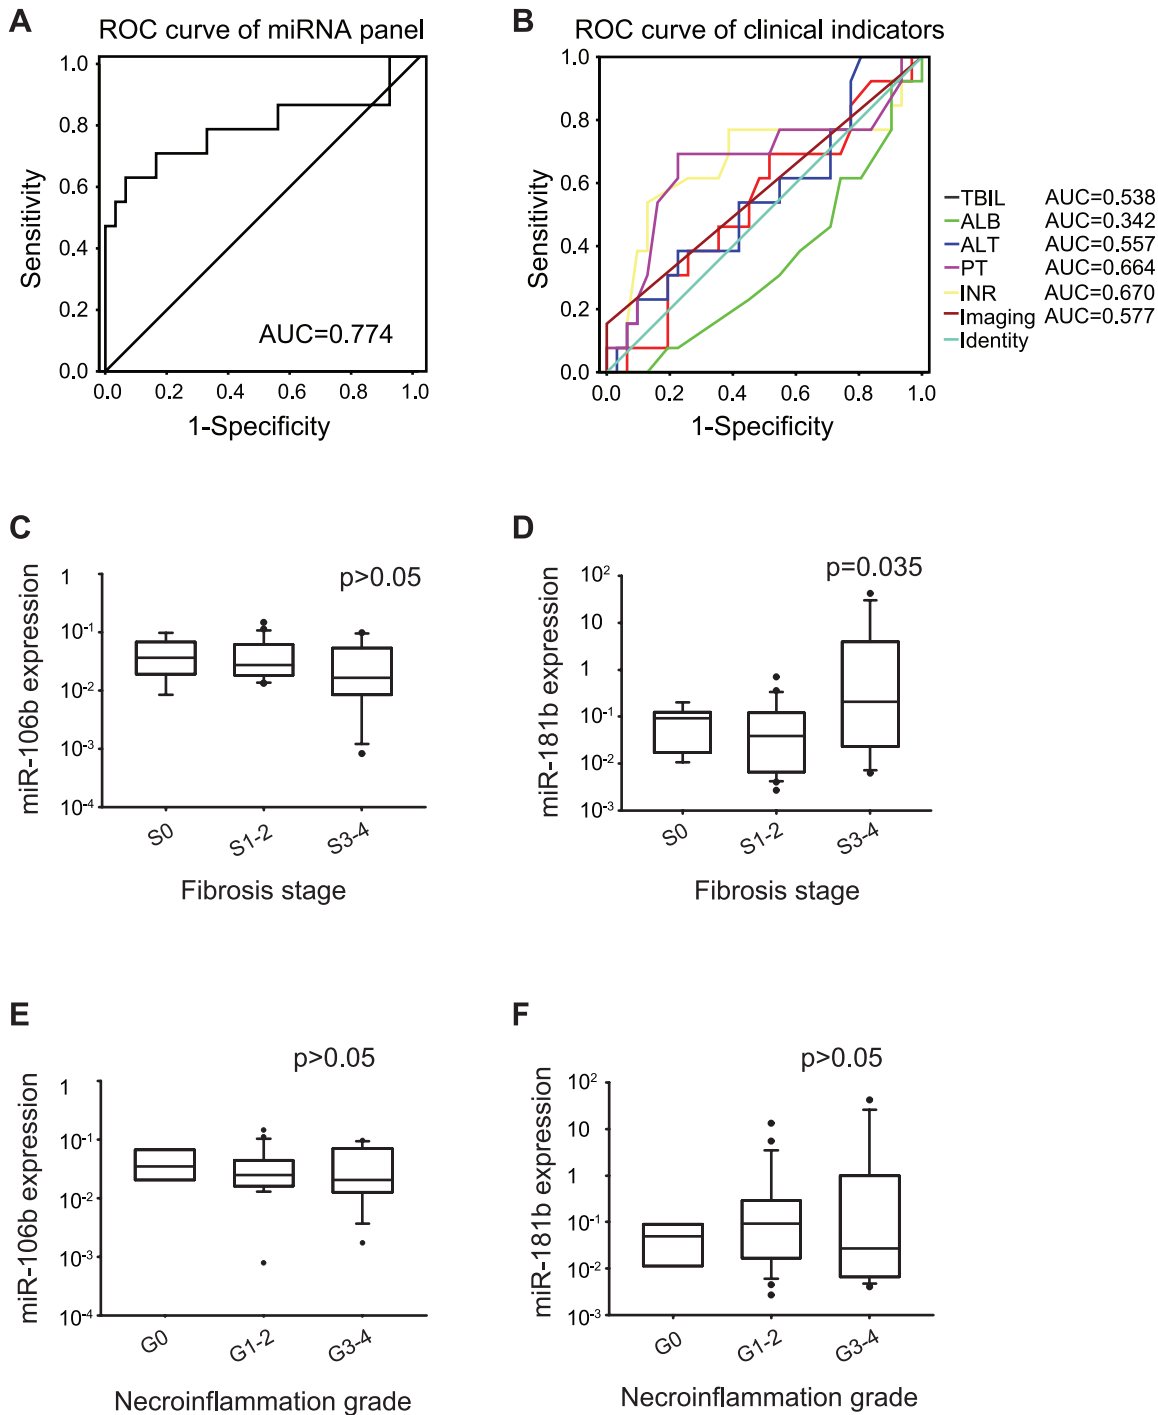 A
ROC curve of miRNA panel
1.0
0.8
0.6
0.4
0.2
0.0
Sensitivity
AUC=0.774
0.0 0.2 0.4 0.6 0.8 1.0
1-Specificity
B
ROC curve of clinical indicators
1.0
0.8
0.6
0.4
0.2
0.0
Sensitivity
0.0 0.2 0.4 0.6 0.8 1.0
1-Specificity
TBIL AUC=0.538
ALB AUC=0.342
ALT AUC=0.557
PT AUC=0.664
INR AUC=0.670
Imaging AUC=0.577
Identity
C
p>0.05
1
10⁻¹
10⁻²
10⁻³
10⁻⁴
miR-106b expression
S0 S1-2 S3-4
Fibrosis stage
D
p=0.035
10²
10
1
10⁻¹
10⁻²
10⁻³
miR-181b expression
S0 S1-2 S3-4
Fibrosis stage
E
p>0.05
1
10⁻¹
10⁻²
10⁻³
10⁻⁴
miR-106b expression
G0 G1-2 G3-4
Necroinflammation grade
F
p>0.05
10²
10
1
10⁻¹
10⁻²
10⁻³
miR-181b expression
G0 G1-2 G3-4
Necroinflammation grade